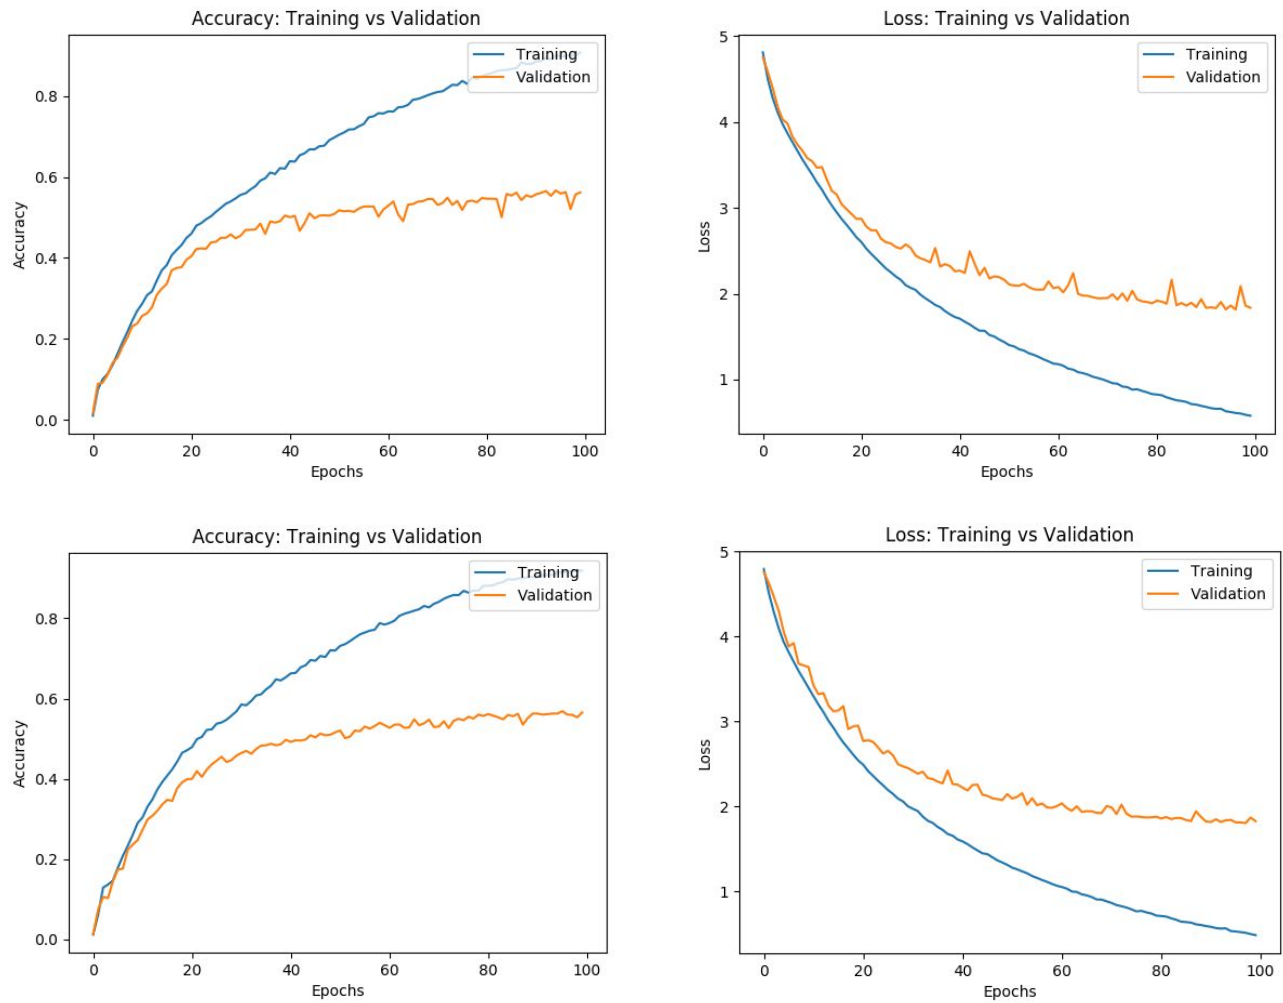 Accuracy: Training vs Validation
Training
Validation
0.8
0.6
0.4
0.2
0.0
Accuracy
0 20 40 60 80 100
Epochs
Loss: Training vs Validation
Training
Validation
5
4
3
2
1
Loss
0 20 40 60 80 100
Epochs
Accuracy: Training vs Validation
Training
Validation
0.8
0.6
0.4
0.2
0.0
Accuracy
0 20 40 60 80 100
Epochs
Loss: Training vs Validation
Training
Validation
5
4
3
2
1
Loss
0 20 40 60 80 100
Epochs